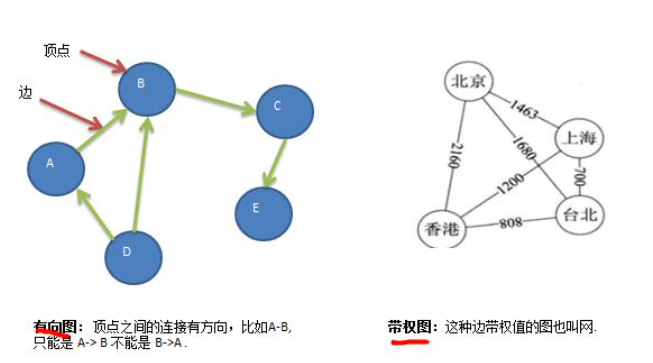 顶点
边
B
C
A
E
D
北京
1463
上海
2160
1680
1200
700
香港
808
台北
有向图：顶点之间的连接有方向，比如A-B,
只能是 A-> B 不能是 B->A .
带权图：这种边带权值的图也叫网.